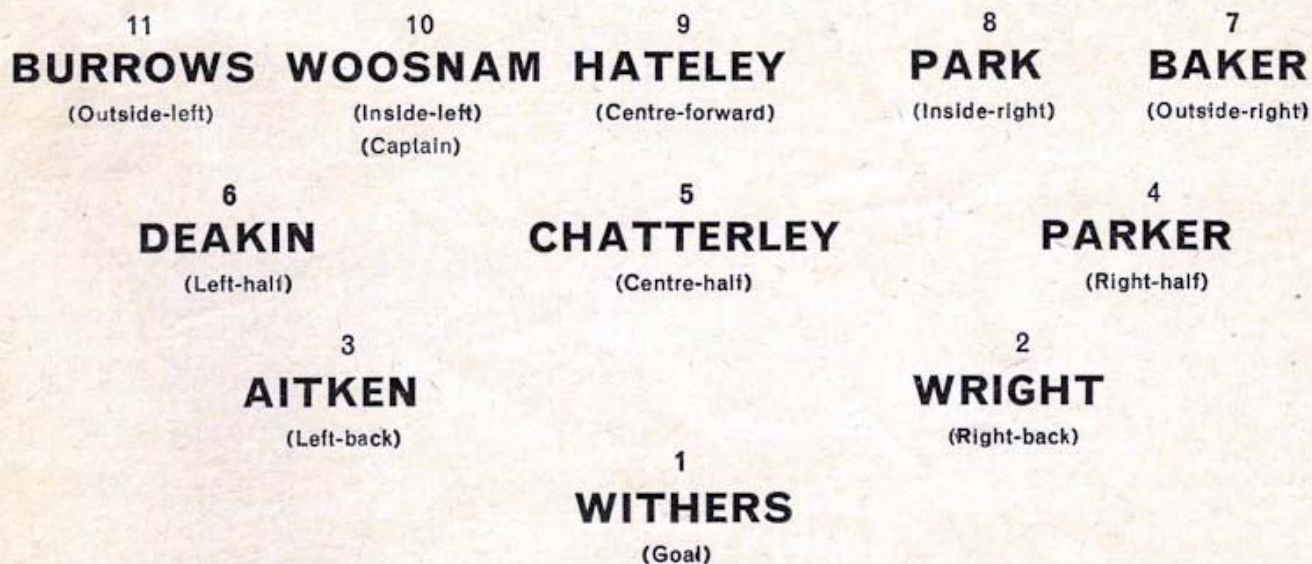 11 10 9 8 7
BURROWS WOOSNAM HATELEY PARK BAKER
(Outside-left) (Inside-left) (Centre-forward) (Inside-right) (Outside-right)
(Captain)
6 5 4
DEAKIN CHATTERLEY PARKER
(Left-half) (Centre-half) (Right-half)
3 2
AITKEN WRIGHT
(Left-back) (Right-back)
1
WITHERS
(Goal)